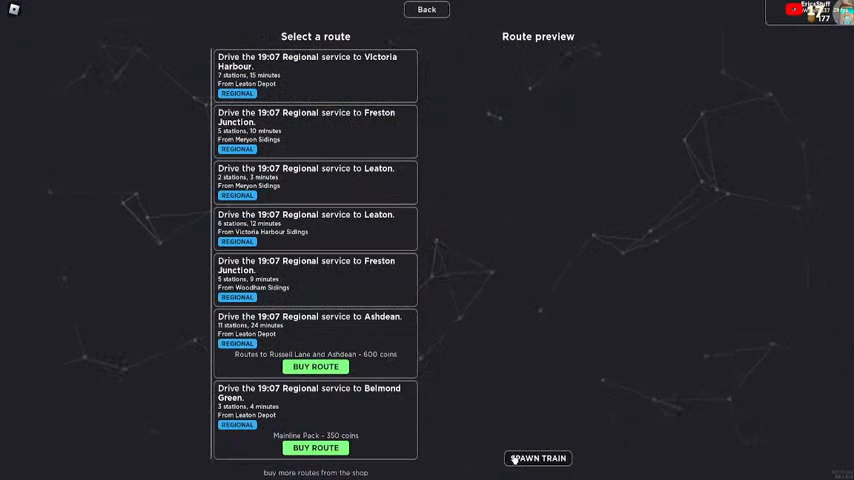 Back
EricsStuff
177
Select a route
Route preview
Drive the 19:07 Regional service to Victoria
Harbour.
7 stations, 15 minutes
From Leaton Depot
REGIONAL
Drive the 19:07 Regional service to Freston
Junction.
5 stations, 10 minutes
From Meryon Sidings
REGIONAL
Drive the 19:07 Regional service to Leaton.
2 stations, 3 minutes
From Meryon Sidings
REGIONAL
Drive the 19:07 Regional service to Leaton.
6 stations, 12 minutes
From Victoria Harbour Sidings
REGIONAL
Drive the 19:07 Regional service to Freston
Junction.
5 stations, 9 minutes
From Woodham Sidings
REGIONAL
Drive the 19:07 Regional service to Ashdean.
11 stations, 24 minutes
From Leaton Depot
REGIONAL
Routes to Russell Lane and Ashdean - 600 coins
BUY ROUTE
Drive the 19:07 Regional service to Belmond
Green.
3 stations, 4 minutes
From Leaton Depot
REGIONAL
Mainline Pack - 350 coins
BUY ROUTE
SPAWN TRAIN
buy more routes from the shop